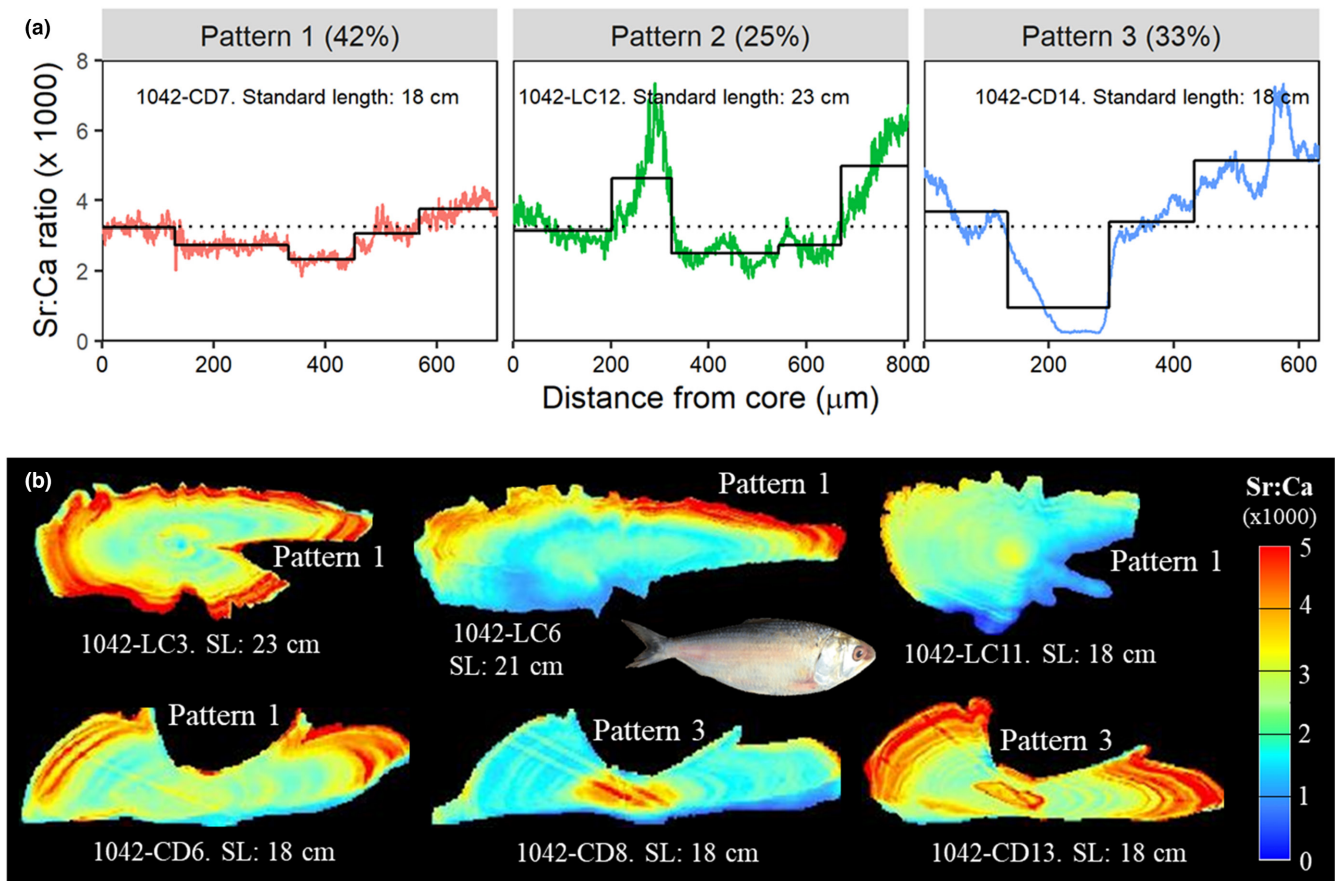 (a)
Pattern 1 (42%)
Pattern 2 (25%)
Pattern 3 (33%)
8
6
4
2
0
Sr:Ca ratio (x 1000)
1042-CD7. Standard length: 18 cm
1042-LC12. Standard length: 23 cm
1042-CD14. Standard length: 18 cm
0 200 400 600
0 200 400 600 800
0 200 400 600
Distance from core (μm)
(b)
Pattern 1
1042-LC3. SL: 23 cm
Pattern 1
1042-LC6
SL: 21 cm
Pattern 1
1042-LC11. SL: 18 cm
Pattern 1
1042-CD6. SL: 18 cm
Pattern 3
1042-CD8. SL: 18 cm
Pattern 3
1042-CD13. SL: 18 cm
Sr:Ca
(x1000)
5
4
3
2
1
0